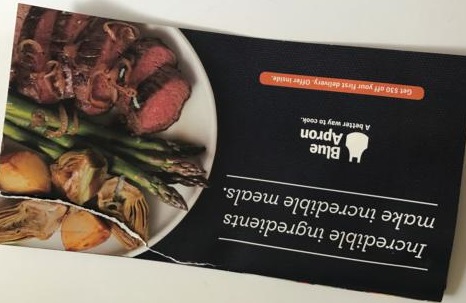 Incredible ingredients
make incredible meals.
Blue
Apron
A better way to cook.
Get $30 off your first delivery. Offer inside.